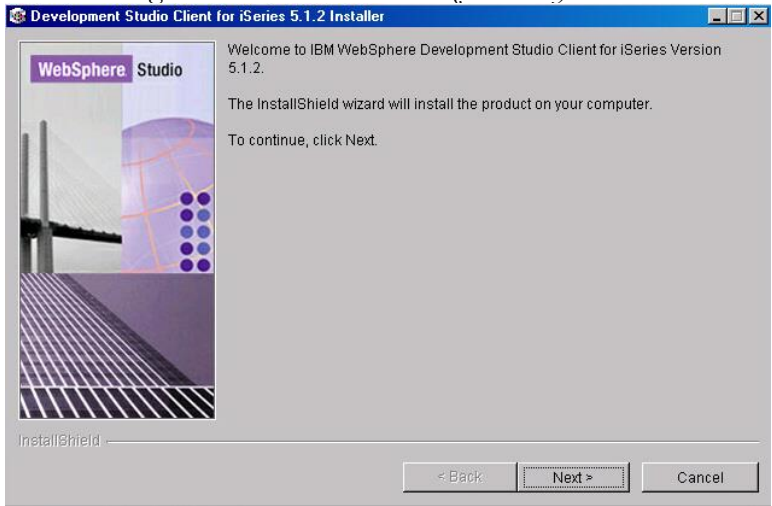 Development Studio Client for iSeries 5.1.2 Installer
WebSphere Studio
Welcome to IBM WebSphere Development Studio Client for iSeries Version
5.1.2.
The InstallShield wizard will install the product on your computer.
To continue, click Next.
InstallShield
< Back
Next >
Cancel